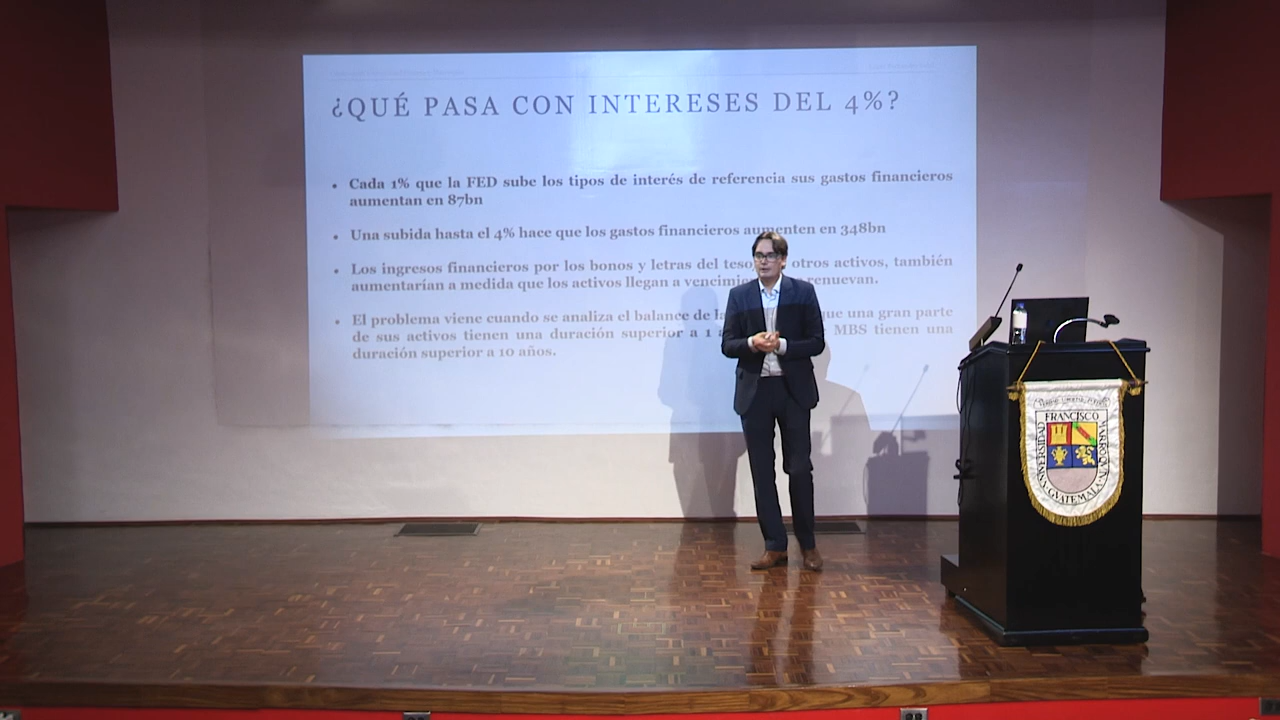 ¿QUÉ PASA CON INTERESES DEL 4%?
• Cada 1% que la FED sube los tipos de interés de referencia sus gastos financieros
aumentan en 87bn
• Una subida hasta el 4% hace que los gastos financieros aumenten en 348bn
• Los ingresos financieros por los bonos y letras del otros activos, también
aumentarían a medida que los activos llegan a renuevan.
• El problema viene cuando se analiza el balance de que una gran parte
de sus activos tienen una duración superior a 1 MBS tienen una
duración superior a 10 años.
FRANCISCO
MARROQUÍN
GUATEMALA
UNIVERSIDAD